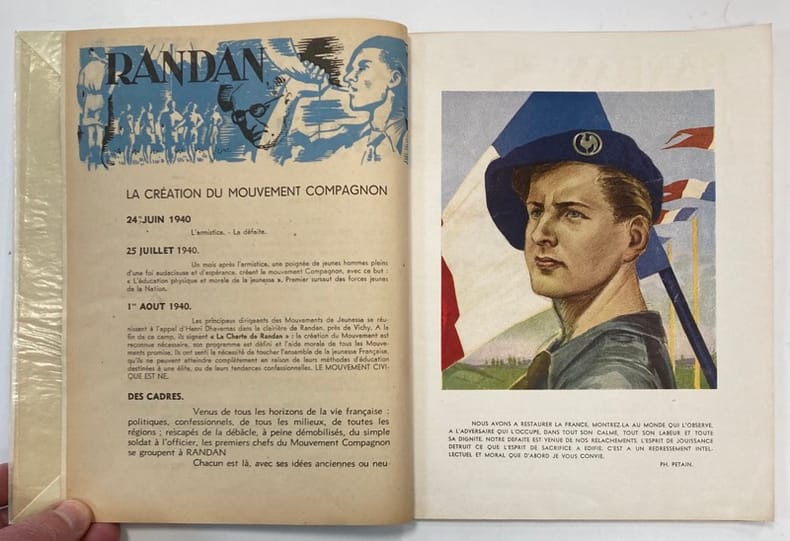 RANDAN
LA CRÉATION DU MOUVEMENT COMPAGNON
24 JUIN 1940
L'armistice. - La défaite.
25 JUILLET 1940.
Un mois après l'armistice, une poignée de jeunes hommes pleins
d'une foi audacieuse et d'espérance, créent le mouvement Compagnon, avec ce but :
« L'éducation physique et morale de la jeunesse ». Premier sursaut des forces jeunes
de la Nation.
1er AOUT 1940.
Les principaux dirigeants des Mouvements de Jeunesse se réu-
nissent à l'appel d'Henri Dhavernas dans la clairière de Randan, près de Vichy. A la
fin de ce camp, ils signent « La Charte de Randan » : la création du Mouvement est
reconnue nécessaire, son programme est défini et l'aide morale de tous les Mouve-
ments promise. Ils ont senti la nécessité de toucher l'ensemble de la jeunesse Française,
qu'ils ne peuvent atteindre complètement en raison de leurs méthodes d'éducation
destinées à une élite, ou de leurs tendances confessionnelles. LE MOUVEMENT CIVI-
QUE EST NE.
DES CADRES.
Venus de tous les horizons de la vie française :
politiques, confessionnels, de tous les milieux, de toutes les
régions ; rescapés de la débâcle, à peine démobilisés, du simple
soldat à l'officier, les premiers chefs du Mouvement Compagnon
se groupent à RANDAN
Chacun est là, avec ses idées anciennes ou neu-
NOUS AVONS A RESTAURER LA FRANCE. MONTREZ-LA AU MONDE QUI L'OBSERVE,
A L'ADVERSAIRE QUI L'OCCUPE, DANS TOUT SON CALME, TOUT SON LABEUR ET TOUTE
SA DIGNITE. NOTRE DEFAITE EST VENUE DE NOS RELACHEMENTS. L'ESPRIT DE JOUISSANCE
DETRUIT CE QUE L'ESPRIT DE SACRIFICE A EDIFIE. C'EST A UN REDRESSEMENT INTEL-
LECTUEL ET MORAL QUE D'ABORD JE VOUS CONVIE.
PH. PETAIN.